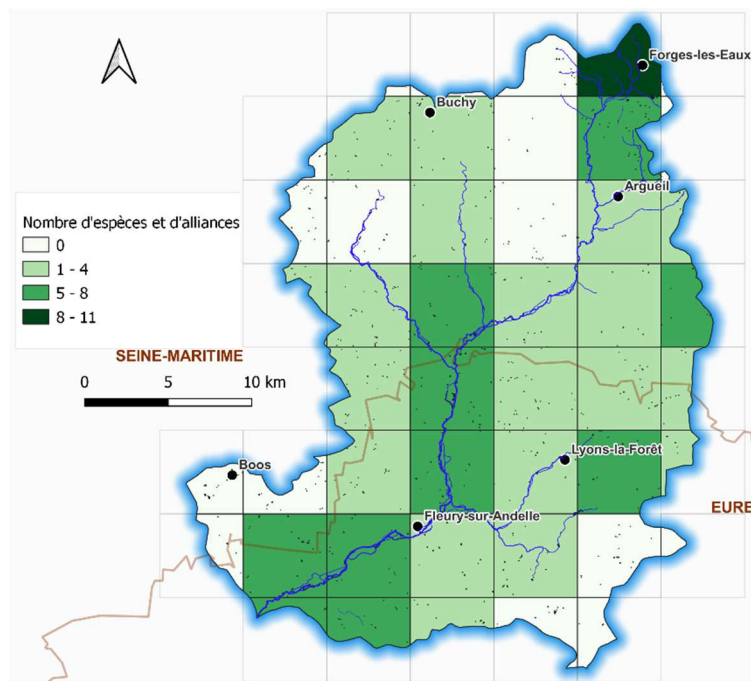 Forges-les-Eaux
Buchy
Argueil
Nombre d'espèces et d'alliances
0
1 - 4
5 - 8
8 - 11
SEINE-MARITIME
0 5 10 km
Boos
Lyons-la-Forêt
EURE
Fleury-sur-Andelle